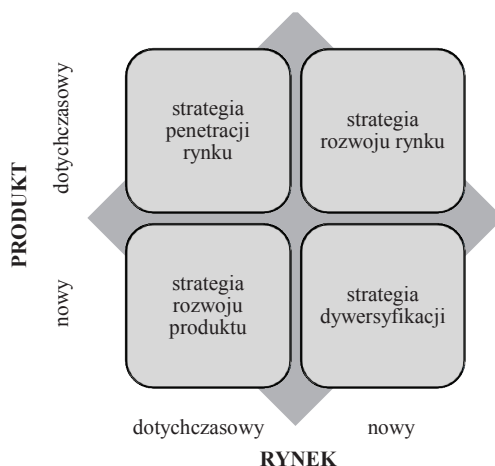 PRODUKT
dotychczasowy
nowy
strategia
penetracji
rynku
strategia
rozwoju rynku
strategia
rozwoju
produktu
strategia
dywersyfikacji
dotychczasowy
nowy
RYNEK